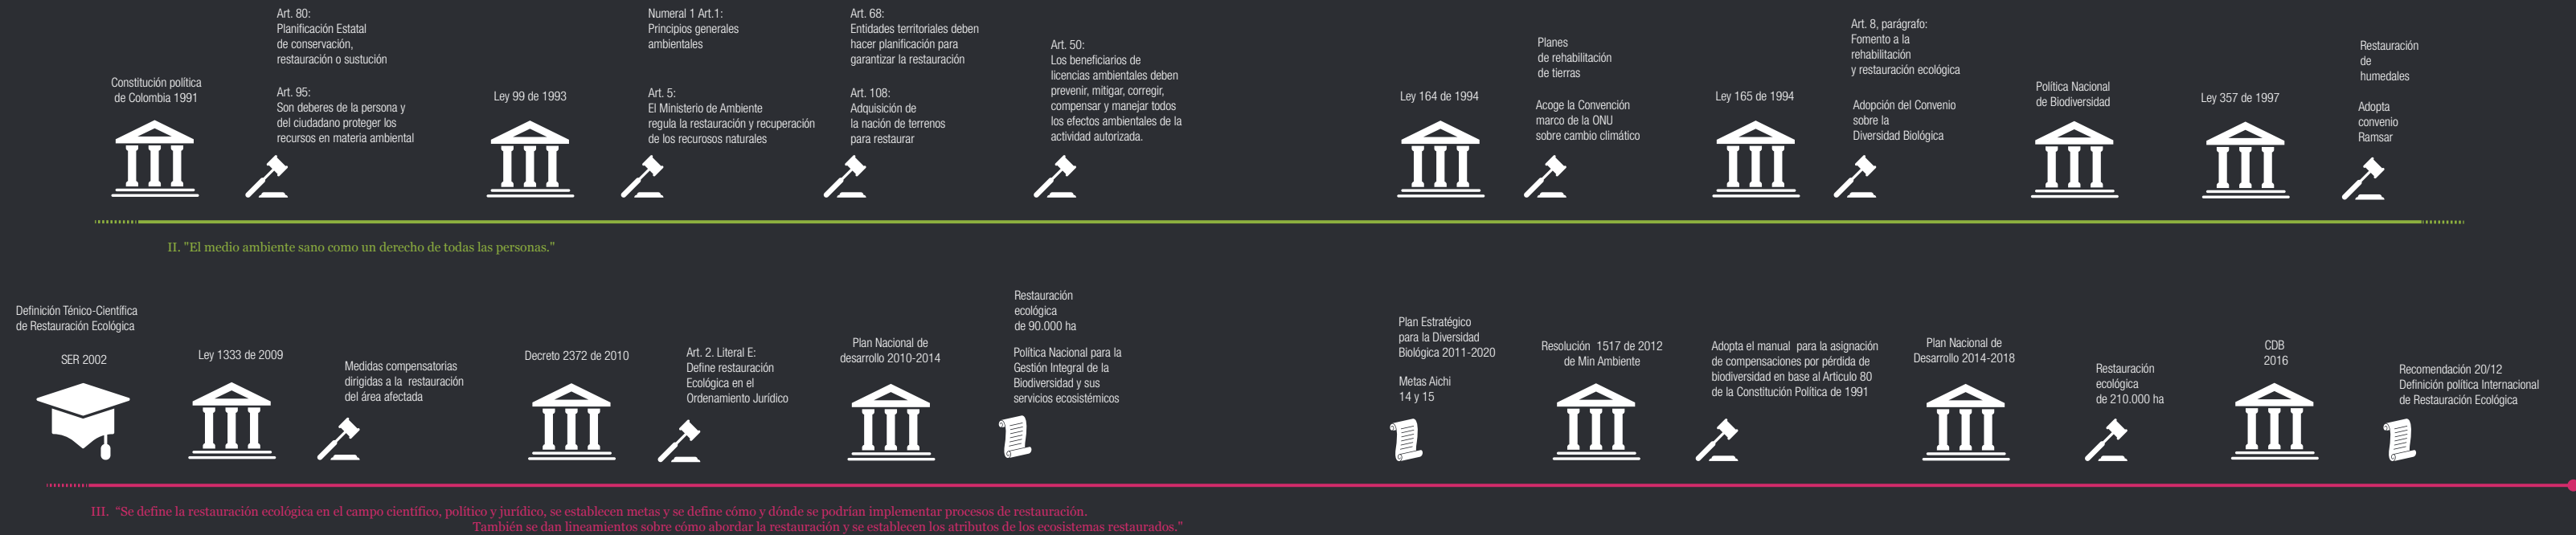 Constitución política
de Colombia 1991
Art. 80:
Planificación Estatal
de conservación,
restauración o sustución
Art. 95:
Son deberes de la persona y
del ciudadano proteger los
recursos en materia ambiental
Ley 99 de 1993
Numeral 1 Art.1:
Principios generales
ambientales
Art. 5:
El Ministerio de Ambiente
regula la restauración y recuperación
de los recurosos naturales
Art. 68:
Entidades territoriales deben
hacer planificación para
garantizar la restauración
Art. 108:
Adquisición de
la nación de terrenos
para restaurar
Art. 50:
Los beneficiarios de
licencias ambientales deben
prevenir, mitigar, corregir,
compensar y manejar todos
los efectos ambientales de la
actividad autorizada.
Ley 164 de 1994
Planes
de rehabilitación
de tierras
Acoge la Convención
marco de la ONU
sobre cambio climático
Ley 165 de 1994
Art. 8, parágrafo:
Fomento a la
rehabilitación
y restauración ecológica
Adopción del Convenio
sobre la
Diversidad Biológica
Política Nacional
de Biodiversidad
Ley 357 de 1997
Restauración
de
humedales
Adopta
convenio
Ramsar
II. "El medio ambiente sano como un derecho de todas las personas."
Definición Ténico-Científica
de Restauración Ecológica
SER 2002
Ley 1333 de 2009
Medidas compensatorias
dirigidas a la restauración
del área afectada
Decreto 2372 de 2010
Art. 2. Literal E:
Define restauración
Ecológica en el
Ordenamiento Jurídico
Plan Nacional de
desarrollo 2010-2014
Restauración
ecológica
de 90.000 ha
Política Nacional para la
Gestión Integral de la
Biodiversidad y sus
servicios ecosistémicos
Plan Estratégico
para la Diversidad
Biológica 2011-2020
Metas Aichi
14 y 15
Resolución 1517 de 2012
de Min Ambiente
Adopta el manual para la asignación
de compensaciones por pérdida de
biodiversidad en base al Articulo 80
de la Constitución Política de 1991
Plan Nacional de
Desarrollo 2014-2018
Restauración
ecológica
de 210.000 ha
CDB
2016
Recomendación 20/12
Definición política Internacional
de Restauración Ecológica
III. “Se define la restauración ecológica en el campo científico, político y jurídico, se establecen metas y se define cómo y dónde se podrían implementar procesos de restauración.
También se dan lineamientos sobre cómo abordar la restauración y se establecen los atributos de los ecosistemas restaurados.”